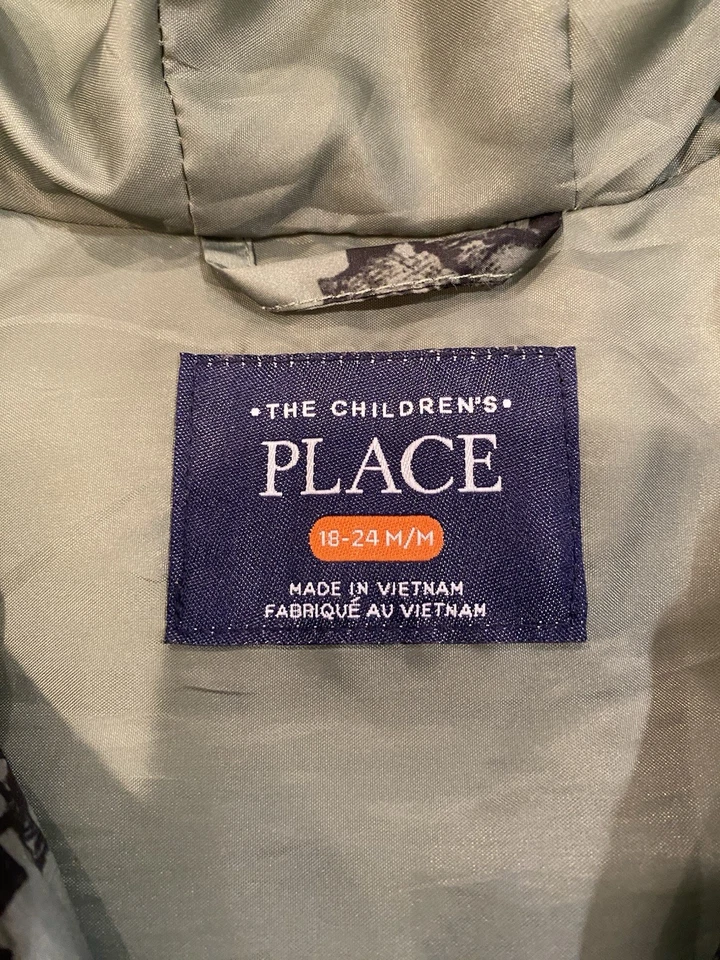 •THE CHILDREN'S•
PLACE
18-24 M/M
MADE IN VIETNAM
FABRIQUÉ AU VIETNAM